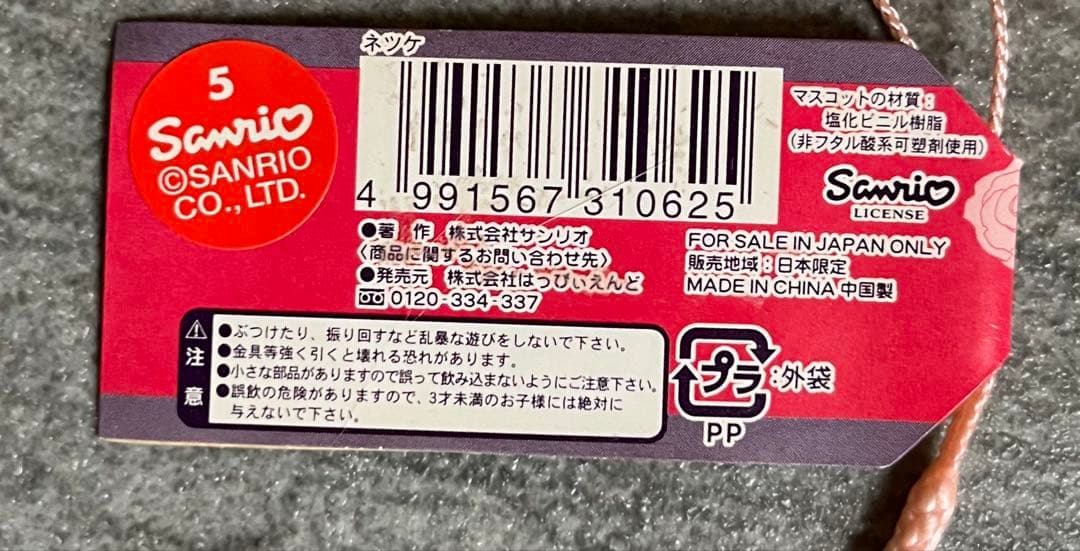 5
Sanrio
©SANRIO
CO., LTD.
ネツケ
4 991567 310625
●著 作 株式会社サンリオ
〈商品に関するお問い合わせ先〉
●発売元 株式会社はっぴぃえんど
0120-334-337
マスコットの材質:
塩化ビニル樹脂
(非フタル酸系可塑剤使用)
Sanrio
LICENSE
FOR SALE IN JAPAN ONLY
販売地域:日本限定
MADE IN CHINA 中国製
注意
●ぶつけたり、振り回すなど乱暴な遊びをしないで下さい。
●金具等強く引くと壊れる恐れがあります。
●小さな部品がありますので誤って飲み込まないようにご注意下さい。
●誤飲の危険がありますので、3才未満のお子様には絶対に
与えないで下さい。
プラ:外袋
PP